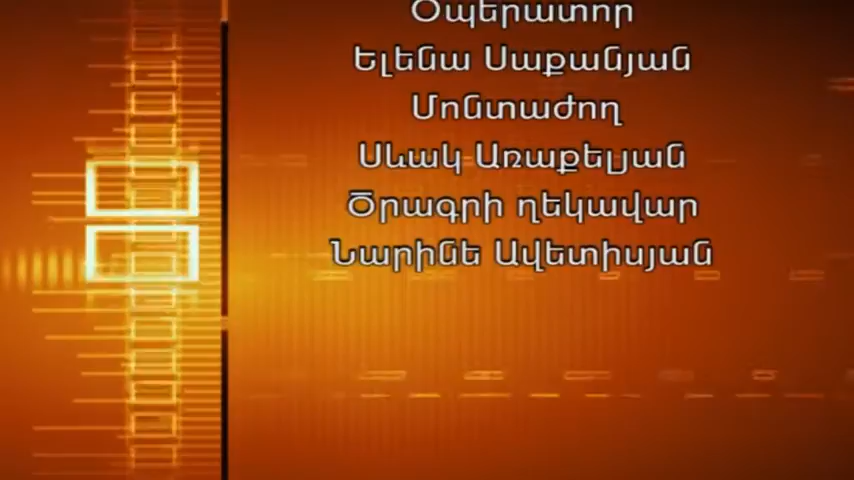 Օպերատոր
Ելենա Սաքանյան
Մոնտաժող
Սևակ Առաքելյան
Ծրագրի ղեկավար
Նարինե Ավետիսյան